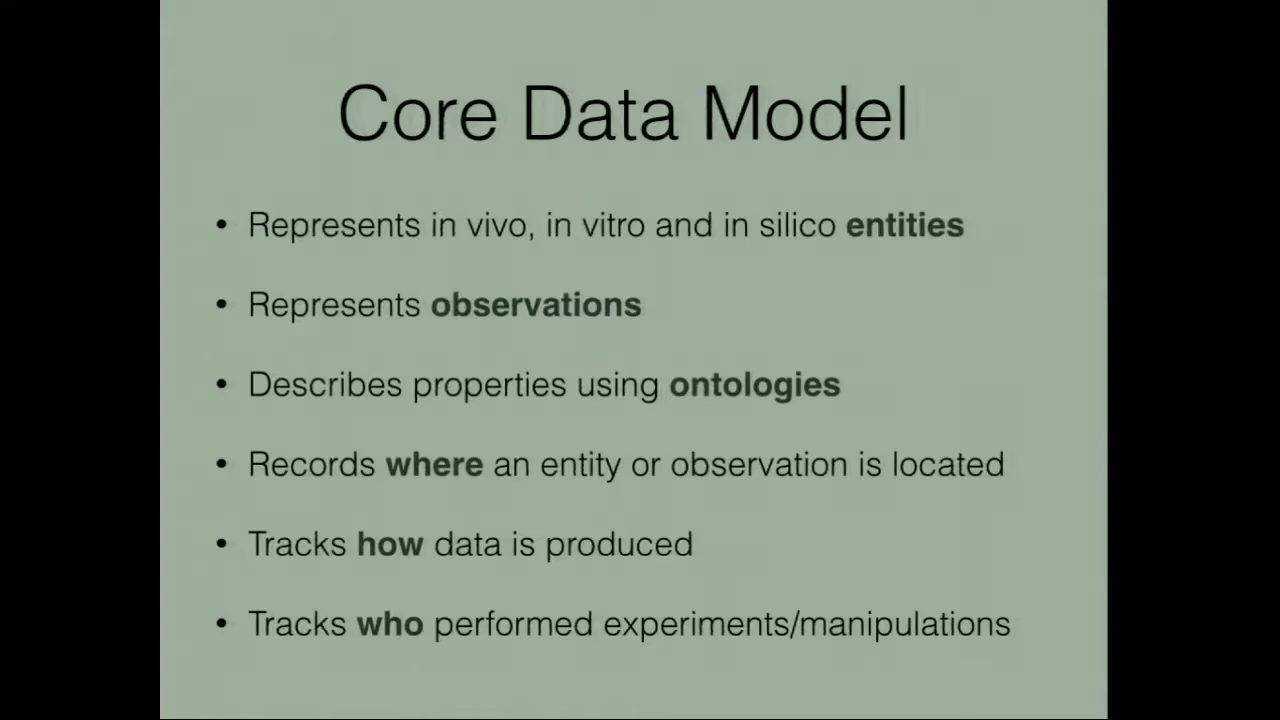 Core Data Model
• Represents in vivo, in vitro and in silico entities
• Represents observations
• Describes properties using ontologies
• Records where an entity or observation is located
• Tracks how data is produced
• Tracks who performed experiments/manipulations